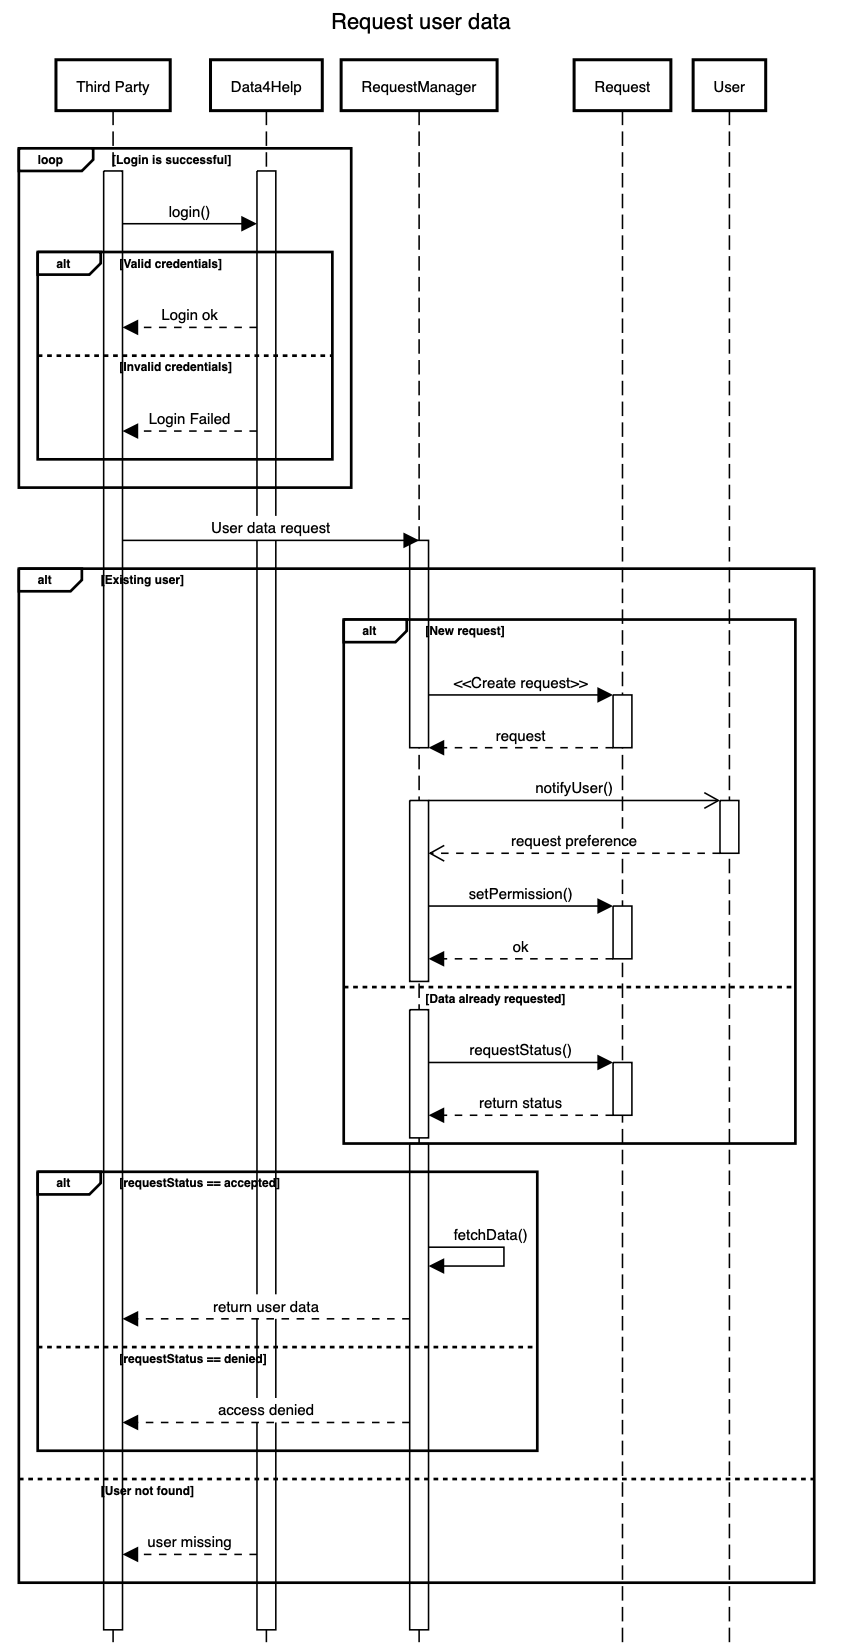 Request user data
Third Party
Data4Help
RequestManager
Request
User
loop
[Login is successful]
login()
alt
[Valid credentials]
Login ok
[Invalid credentials]
Login Failed
User data request
alt
[Existing user]
alt
[New request]
<<Create request>>
request
notifyUser()
request preference
setPermission()
ok
[Data already requested]
requestStatus()
return status
alt
[requestStatus == accepted]
fetchData()
return user data
[requestStatus == denied]
access denied
[User not found]
user missing